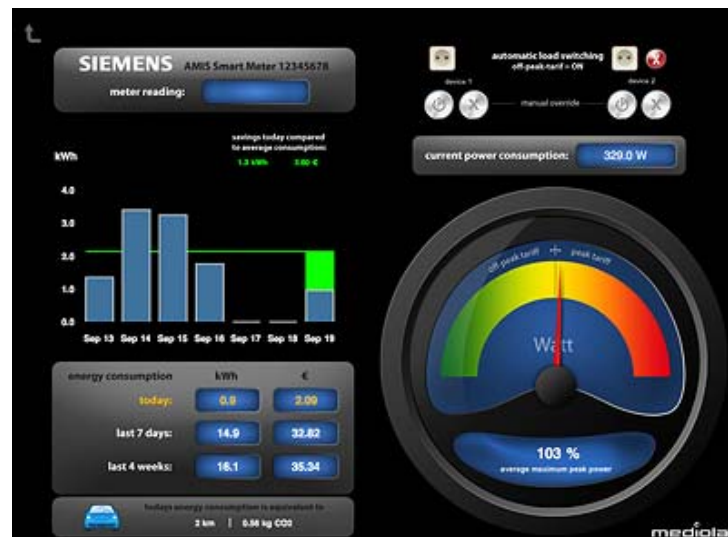 SIEMENS AMIS Smart Meter 12345678
meter reading:
automatic load switching
off-peak-tarif = ON
device 1
device 2
manual override
savings today compared
to average consumption:
1.3 kWh
current power consumption: 329.0 W
kWh
4.0
3.0
2.0
1.0
0.0
Sep 13 Sep 14 Sep 15 Sep 16 Sep 17 Sep 18 Sep 19
off-peak tariff peak tariff
Watt
103 %
average maximum peak power
energy consumption kWh €
today: 0.9 2.09
last 7 days: 14.9 32.82
last 4 weeks: 16.1 35.34
todays energy consumption is equivalent to
2 km | 0.56 kg CO2
mediola